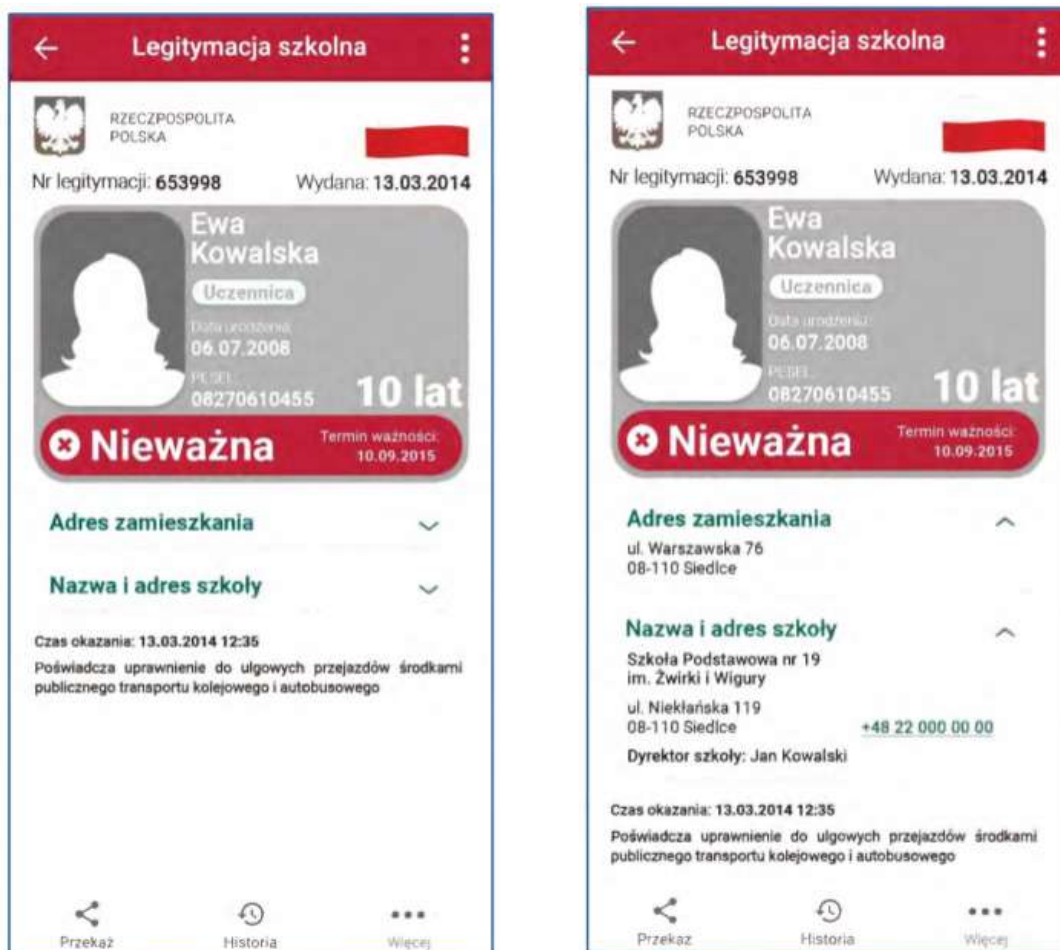 Legitymacja szkolna
RZECZPOSPOLITA
POLSKA
Nr legitymacji: 653998 Wydana: 13.03.2014
Ewa
Kowalska
Uczennica
Data urodzenia:
06.07.2008
PESEL:
08270610455
10 lat
Nieważna
Termin ważności:
10.09.2015
Adres zamieszkania
Nazwa i adres szkoły
Czas okazania: 13.03.2014 12:35
Poświadcza uprawnienie do ulgowych przejazdów środkami
publicznego transportu kolejowego i autobusowego
Przekaż Historia Więcej
Legitymacja szkolna
RZECZPOSPOLITA
POLSKA
Nr legitymacji: 653998 Wydana: 13.03.2014
Ewa
Kowalska
Uczennica
Data urodzenia:
06.07.2008
PESEL:
08270610455
10 lat
Nieważna
Termin ważności:
10.09.2015
Adres zamieszkania
ul. Warszawska 76
08-110 Siedlce
Nazwa i adres szkoły
Szkoła Podstawowa nr 19
im. Żwirki i Wigury
ul. Niekłańska 119
08-110 Siedlce +48 22 000 00 00
Dyrektor szkoły: Jan Kowalski
Czas okazania: 13.03.2014 12:35
Poświadcza uprawnienie do ulgowych przejazdów środkami
publicznego transportu kolejowego i autobusowego
Przekaż Historia Więcej